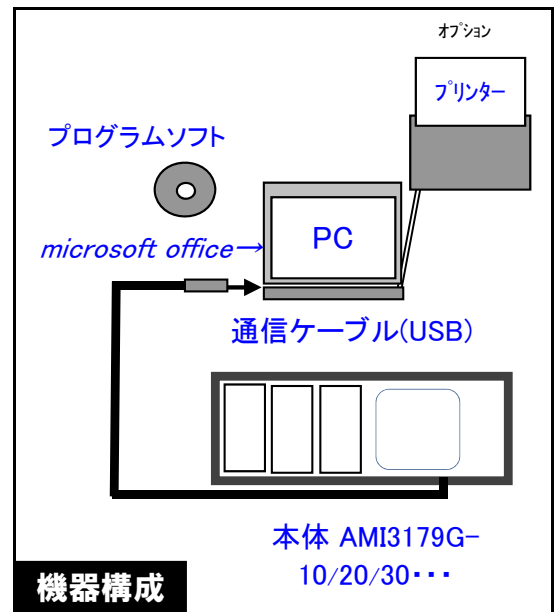 オプション
プリンター
プログラムソフト
microsoft office→
PC
通信ケーブル(USB)
本体 AMI3179G-
10/20/30・・・
機器構成